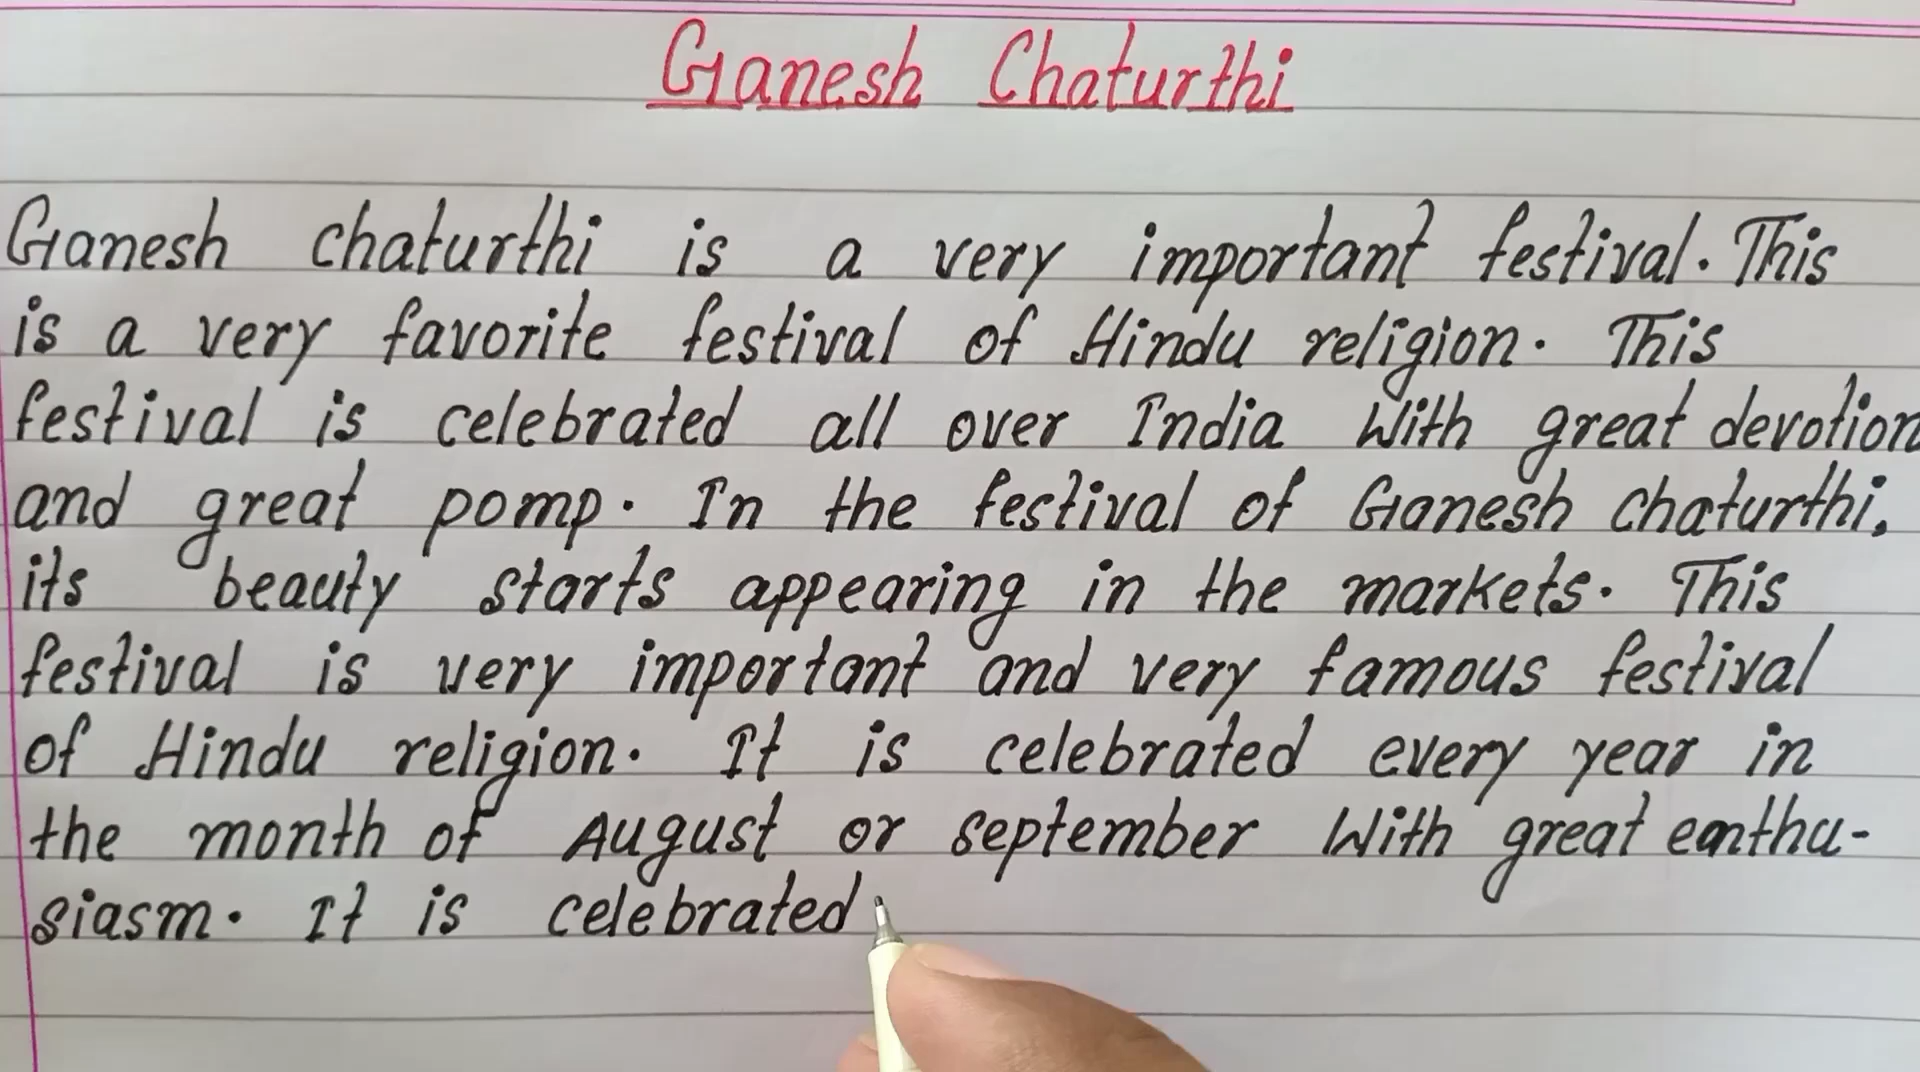 Ganesh Chaturthi
Ganesh chaturthi is a very important festival. This
is a very favorite festival of Hindu religion. This
festival is celebrated all over India With great devotion
and great pomp. In the festival of Ganesh chaturthi,
its beauty starts appearing in the markets. This
festival is very important and very famous festival
of Hindu religion. It is celebrated every year in
the month of August or september With great enthu-
siasm. It is celebrated